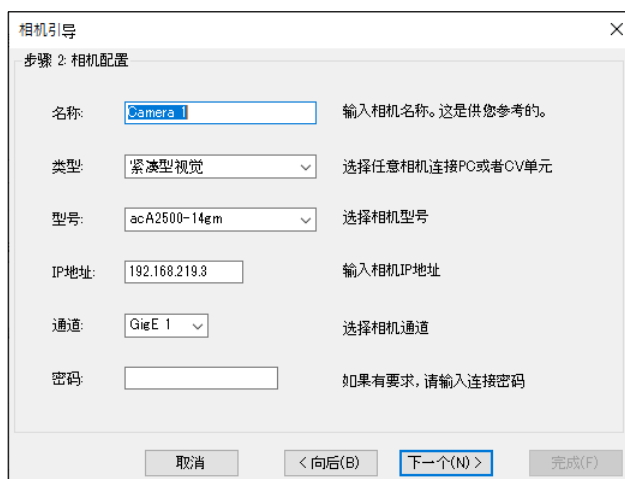 相机引导
步骤 2: 相机配置
名称: Camera 1 输入相机名称。这是供您参考的。
类型: 紧凑型视觉 选择任意相机连接PC或者CV单元
型号: acA2500-14gm 选择相机型号
IP地址: 192.168.219.3 输入相机IP地址
通道: GigE 1 选择相机通道
密码: 如果有要求, 请输入连接密码
取消 < 向后(B) 下一个(N) > 完成(F)